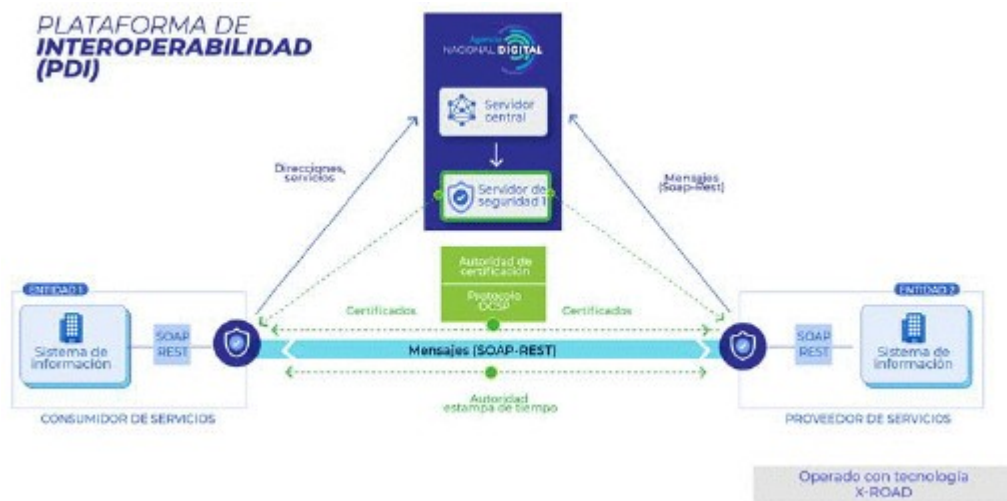 PLATAFORMA DE
INTEROPERABILIDAD
(PDI)
Agencia
NACIONAL DIGITAL
Servidor
central
Servidor de
seguridad 1
Direcciones,
servicios
Mensajes
(Soap-Rest)
Autoridad de
certificación
Protocolo
OCSP
Certificados
Certificados
ENTIDAD 1
Sistema de
información
SOAP
REST
Mensajes (SOAP-REST)
ENTIDAD 2
SOAP
REST
Sistema de
información
Autoridad
estampa de tiempo
CONSUMIDOR DE SERVICIOS
PROVEEDOR DE SERVICIOS
Operado con tecnología
X-ROAD